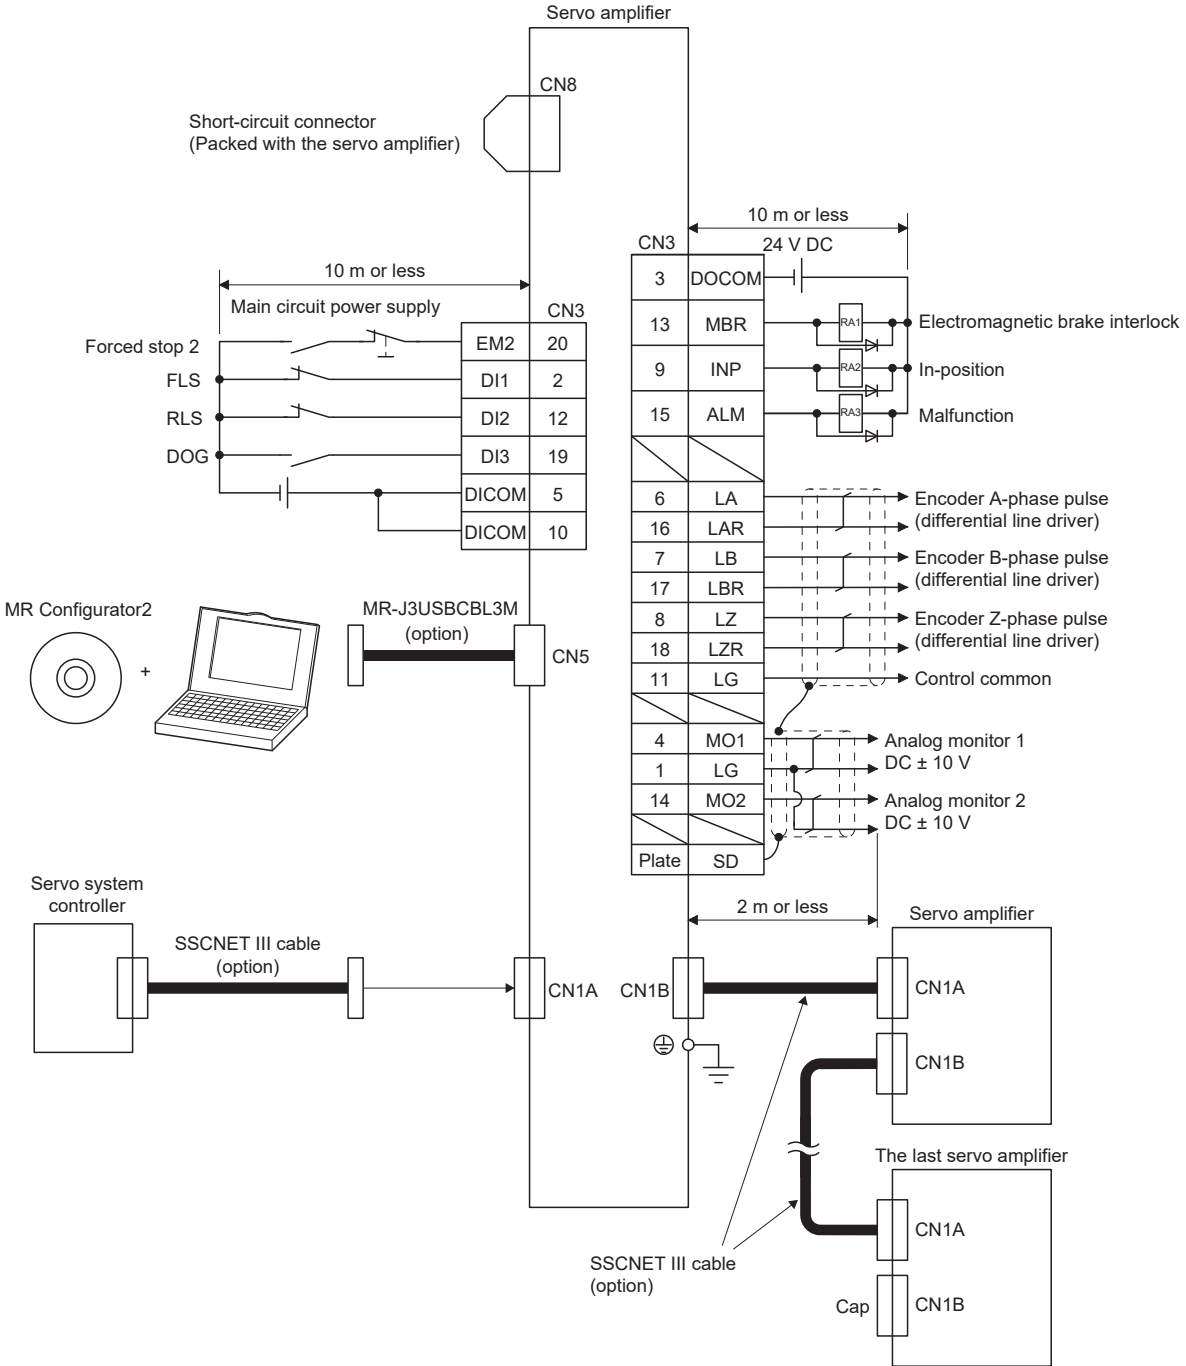 Servo amplifier
CN8
Short-circuit connector
(Packed with the servo amplifier)
10 m or less
Main circuit power supply
CN3
Forced stop 2
EM2 20
FLS
DI1 2
RLS
DI2 12
DOG
DI3 19
DICOM 5
DICOM 10
10 m or less
CN3
24 V DC
3 DOCOM
13 MBR
RA1
Electromagnetic brake interlock
9 INP
RA2
In-position
15 ALM
RA3
Malfunction
6 LA
Encoder A-phase pulse
16 LAR
(differential line driver)
7 LB
Encoder B-phase pulse
17 LBR
(differential line driver)
8 LZ
Encoder Z-phase pulse
18 LZR
(differential line driver)
11 LG
Control common
4 MO1
Analog monitor 1
1 LG
DC ± 10 V
14 MO2
Analog monitor 2
DC ± 10 V
Plate SD
2 m or less
MR Configurator2
+
MR-J3USBCBL3M
(option)
CN5
Servo system
controller
SSCNET III cable
(option)
CN1A
CN1B
Servo amplifier
CN1A
CN1B
The last servo amplifier
CN1A
SSCNET III cable
(option)
Cap
CN1B